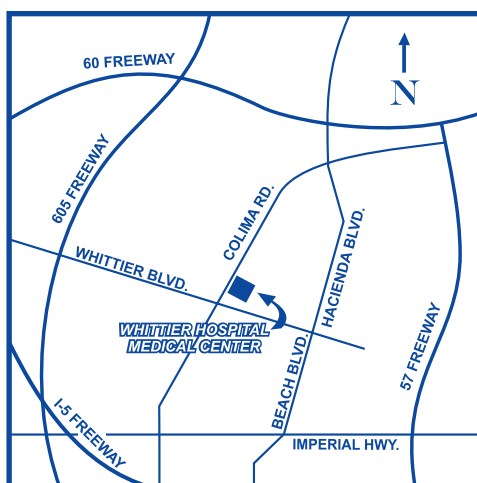 60 FREEWAY
N
605 FREEWAY
COLIMA RD.
HACIENDA BLVD.
WHITTIER BLVD.
WHITTIER HOSPITAL
MEDICAL CENTER
57 FREEWAY
BEACH BLVD.
I-5 FREEWAY
IMPERIAL HWY.